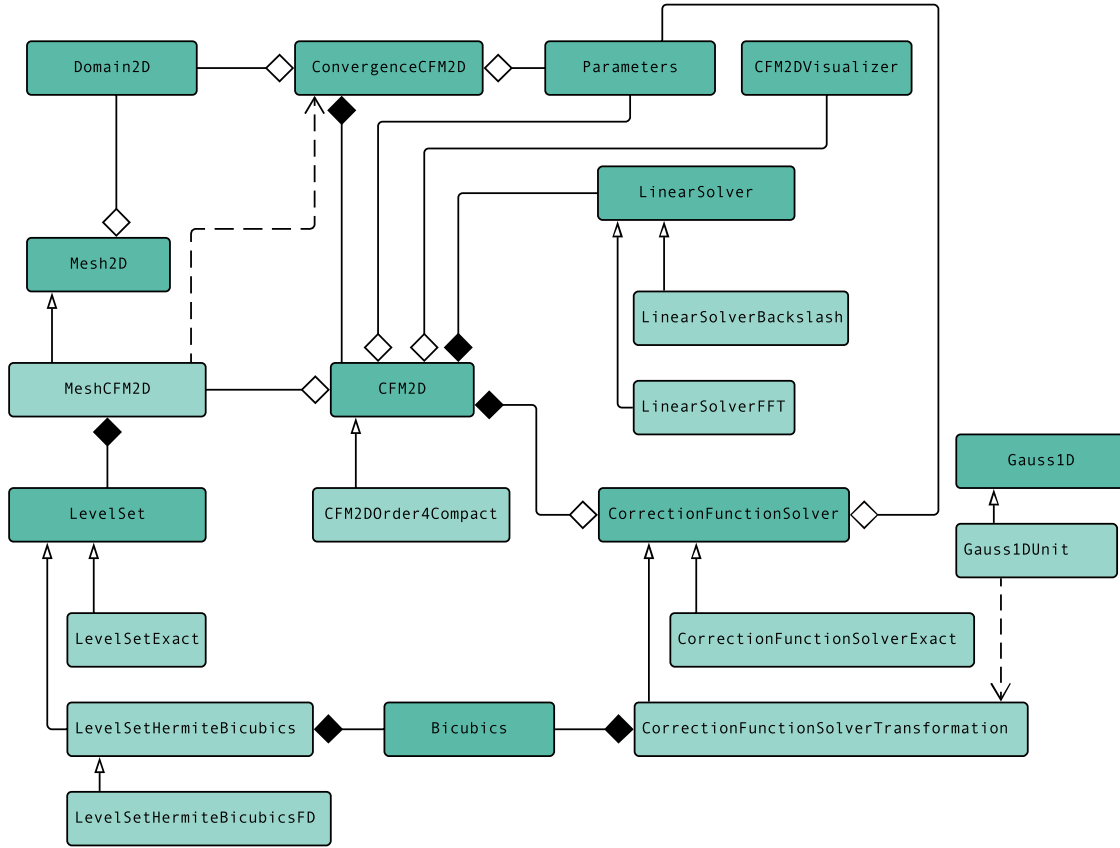 Domain2D
ConvergenceCFM2D
Parameters
CFM2DVisualizer
LinearSolver
Mesh2D
LinearSolverBackslash
MeshCFM2D
CFM2D
LinearSolverFFT
Gauss1D
LevelSet
CFM2DOrder4Compact
CorrectionFunctionSolver
Gauss1DUnit
LevelSetExact
CorrectionFunctionSolverExact
LevelSetHermiteBicubics
Bicubics
CorrectionFunctionSolverTransformation
LevelSetHermiteBicubicsFD